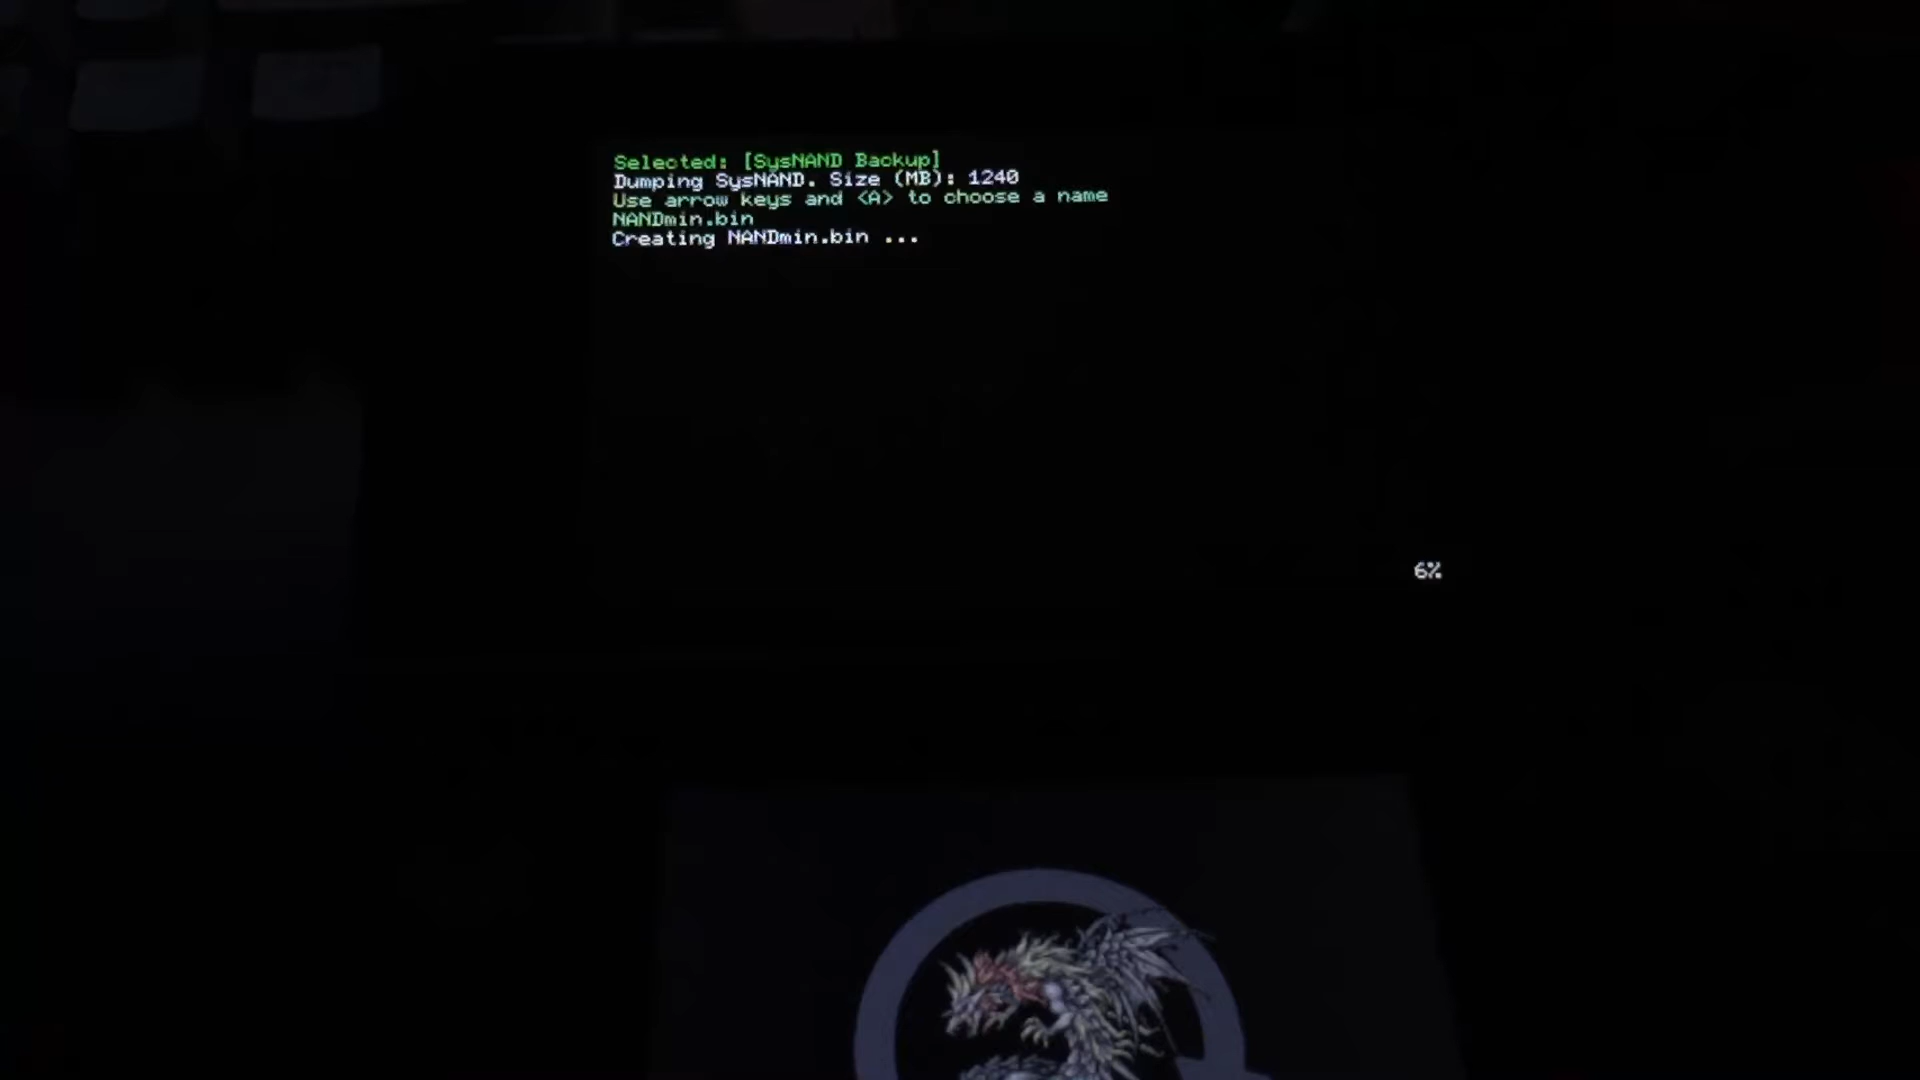 Selected: [SysNAND Backup]
Dumping SysNAND. Size (MB): 1240
Use arrow keys and <A> to choose a name
NANDmin.bin
Creating NANDmin.bin ...
6%